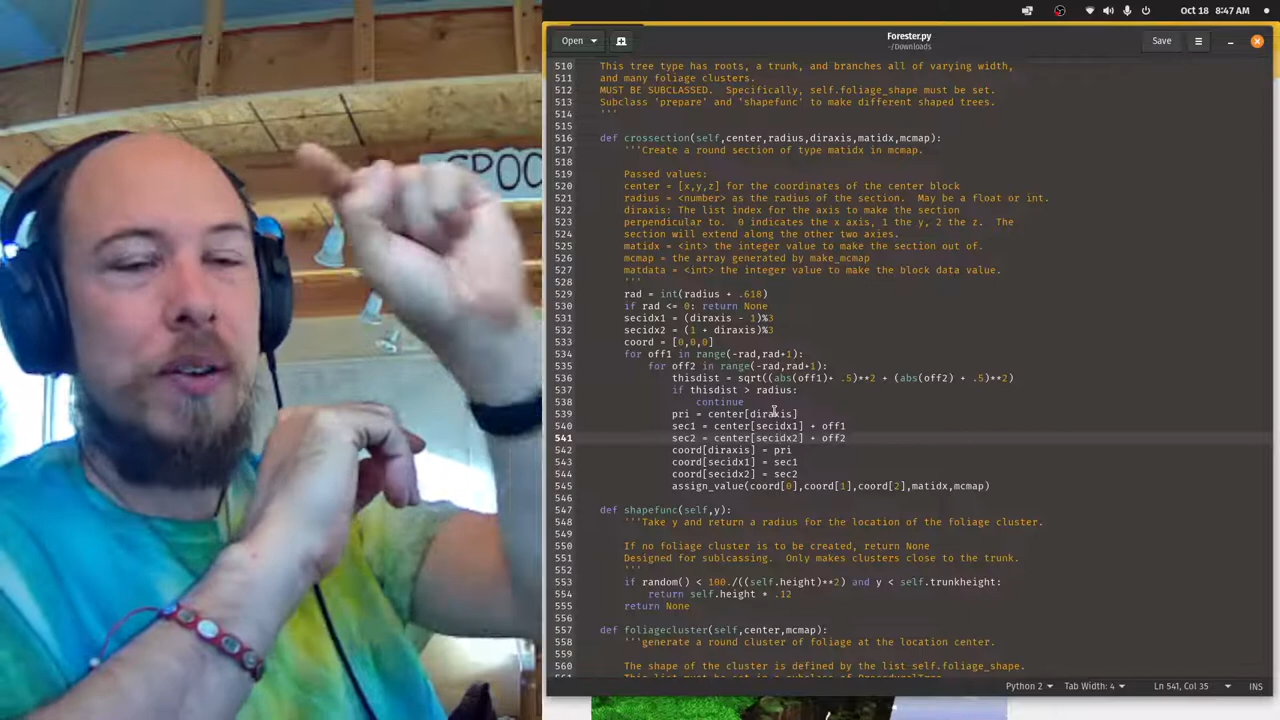 Oct 18 8:47 AM
Open
Forester.py
~/Downloads
Save
SPOO
510 This tree type has roots, a trunk, and branches all of varying width,
511 and many foliage clusters.
512 MUST BE SUBCLASSED.  Specifically, self.foliage_shape must be set.
513 Subclass 'prepare' and 'shapefunc' to make different shaped trees.
514 '''
515
516 def crossection(self,center,radius,diraxis,matidx,mcmap):
517 '''Create a round section of type matidx in mcmap.
518
519 Passed values:
520 center = [x,y,z] for the coordinates of the center block
521 radius = <number> as the radius of the section.  May be a float or int.
522 diraxis: The list index for the axis to make the section
523 perpendicular to.  0 indicates the x axis, 1 the y, 2 the z.  The
524 section will extend along the other two axies.
525 matidx = <int> the integer value to make the section out of.
526 mcmap = the array generated by make_mcmap
527 matdata = <int> the integer value to make the block data value.
528 '''
529 rad = int(radius + .618)
530 if rad <= 0: return None
531 secidx1 = (diraxis - 1)%3
532 secidx2 = (1 + diraxis)%3
533 coord = [0,0,0]
534 for off1 in range(-rad,rad+1):
535 for off2 in range(-rad,rad+1):
536 thisdist = sqrt((abs(off1)+ .5)**2 + (abs(off2) + .5)**2)
537 if thisdist > radius:
538 continue
539 pri = center[diraxis]
540 sec1 = center[secidx1] + off1
541 sec2 = center[secidx2] + off2
542 coord[diraxis] = pri
543 coord[secidx1] = sec1
544 coord[secidx2] = sec2
545 assign_value(coord[0],coord[1],coord[2],matidx,mcmap)
546
547 def shapefunc(self,y):
548 '''Take y and return a radius for the location of the foliage cluster.
549
550 If no foliage cluster is to be created, return None
551 Designed for sublcassing.  Only makes clusters close to the trunk.
552 '''
553 if random() < 100./((self.height)**2) and y < self.trunkheight:
554 return self.height * .12
555 return None
556
557 def foliagecluster(self,center,mcmap):
558 '''generate a round cluster of foliage at the location center.
559
560 The shape of the cluster is defined by the list self.foliage_shape.
Python 2 Tab Width: 4 Ln 541, Col 35 INS